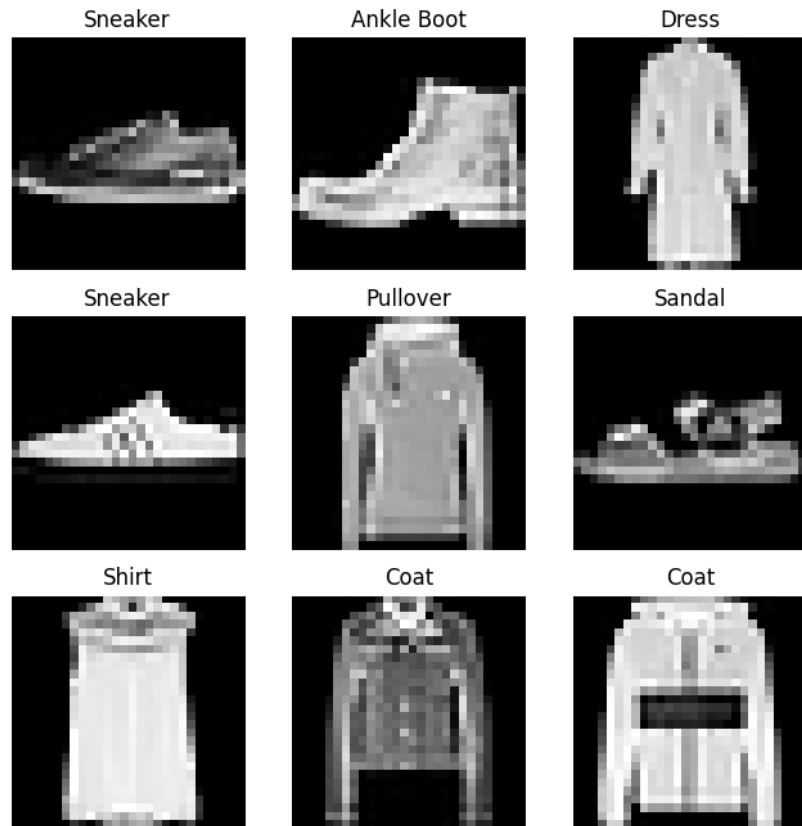 Sneaker
Ankle Boot
Dress
Sneaker
Pullover
Sandal
Shirt
Coat
Coat